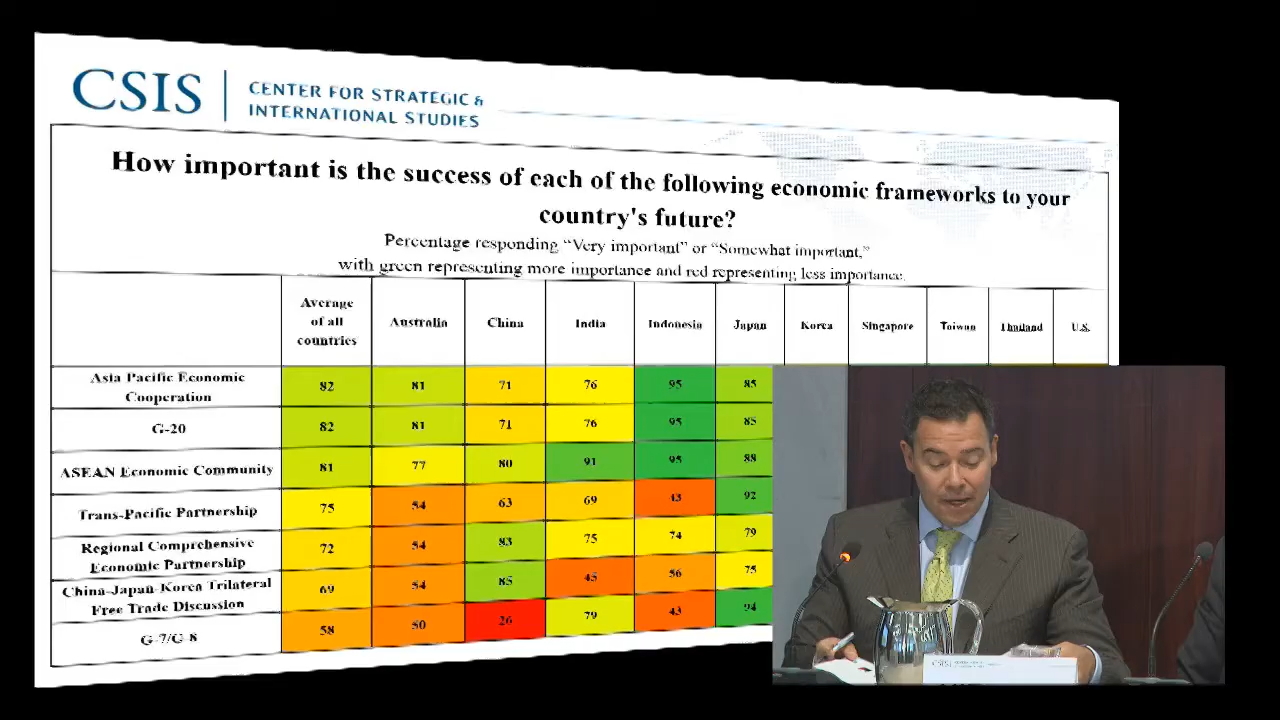 CSIS
CENTER FOR STRATEGIC &
INTERNATIONAL STUDIES
How important is the success of each of the following economic frameworks to your
country's future?
Percentage responding “Very important” or “Somewhat important,”
with green representing more importance and red representing less importance.
Average of all countries Australia China India Indonesia Japan Korea Singapore Taiwan Thailand U.S.
Asia Pacific Economic Cooperation 82 81 71 76 95 85
G-20 82 81 71 76 95 85
ASEAN Economic Community 81 77 80 91 95 88
Trans-Pacific Partnership 75 54 63 69 43 92
Regional Comprehensive Economic Partnership 72 54 83 75 74 79
China-Japan-Korea Trilateral Free Trade Discussion 69 54 85 45 56 75
G-7/G-8 58 50 26 79 43 94
CSIS